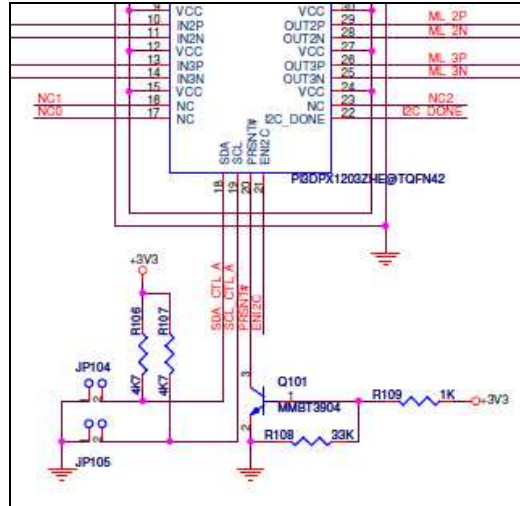 9 VCC VCC 30
10 IN2P OUT2P 29 ML_2P
11 IN2N OUT2N 28 ML_2N
12 VCC VCC 27
13 IN3P OUT3P 26 ML_3P
14 IN3N OUT3N 25 ML_3N
15 VCC VCC 24
NC1 16 NC NC 23 NC2
NC0 17 NC I2C_DONE 22 I2C_DONE
SDA SCL PRSNT# ENI2C
18 19 20 21
PI3DPX1203ZHE@TQFN42
+3V3
SDA_CTL_A SCL_CTL_A PRSNT# ENI2C
R106 R107
4K7 4K7
JP104
1 2
JP105
1 2
3 Q101
1
MMBT3904
2
R109 1K +3V3
R108 33K